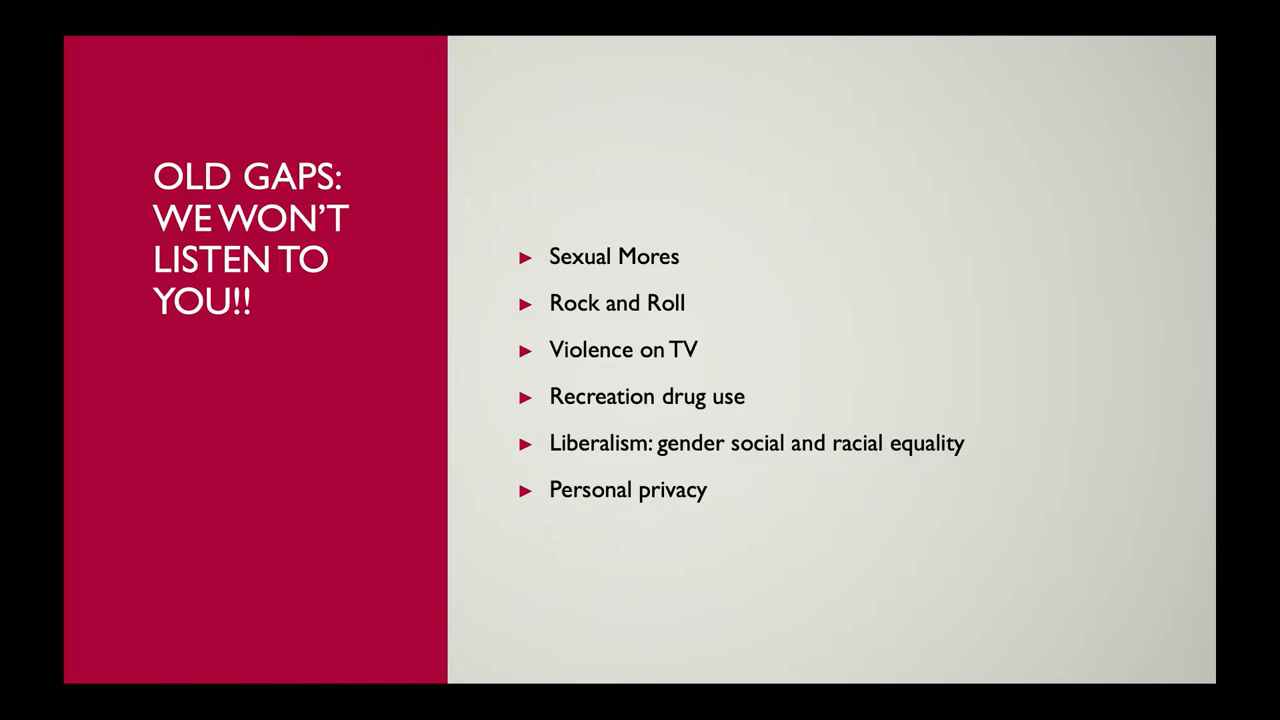 OLD GAPS:
WE WON'T
LISTEN TO
YOU!!
► Sexual Mores
► Rock and Roll
► Violence on TV
► Recreation drug use
► Liberalism: gender social and racial equality
► Personal privacy